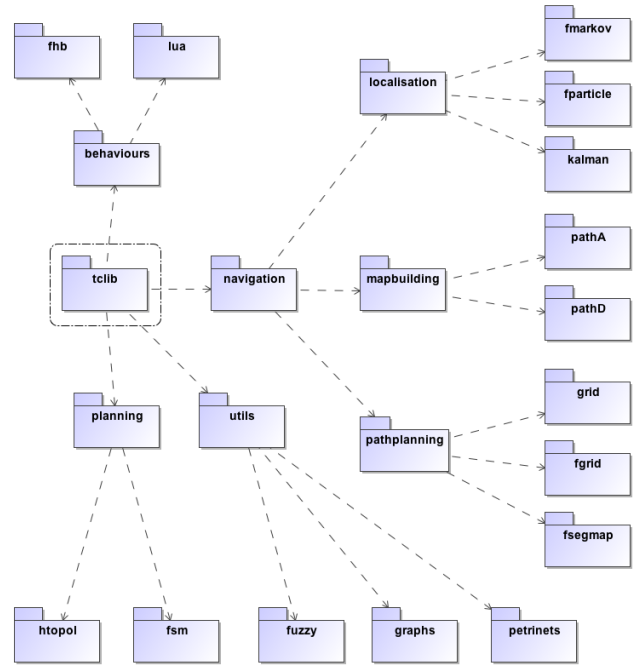 fhb
lua
fmarkov
localisation
fparticle
kalman
behaviours
pathA
tclib
navigation
mapbuilding
pathD
grid
planning
utils
pathplanning
fgrid
fsegmap
htopol
fsm
fuzzy
graphs
petrinets